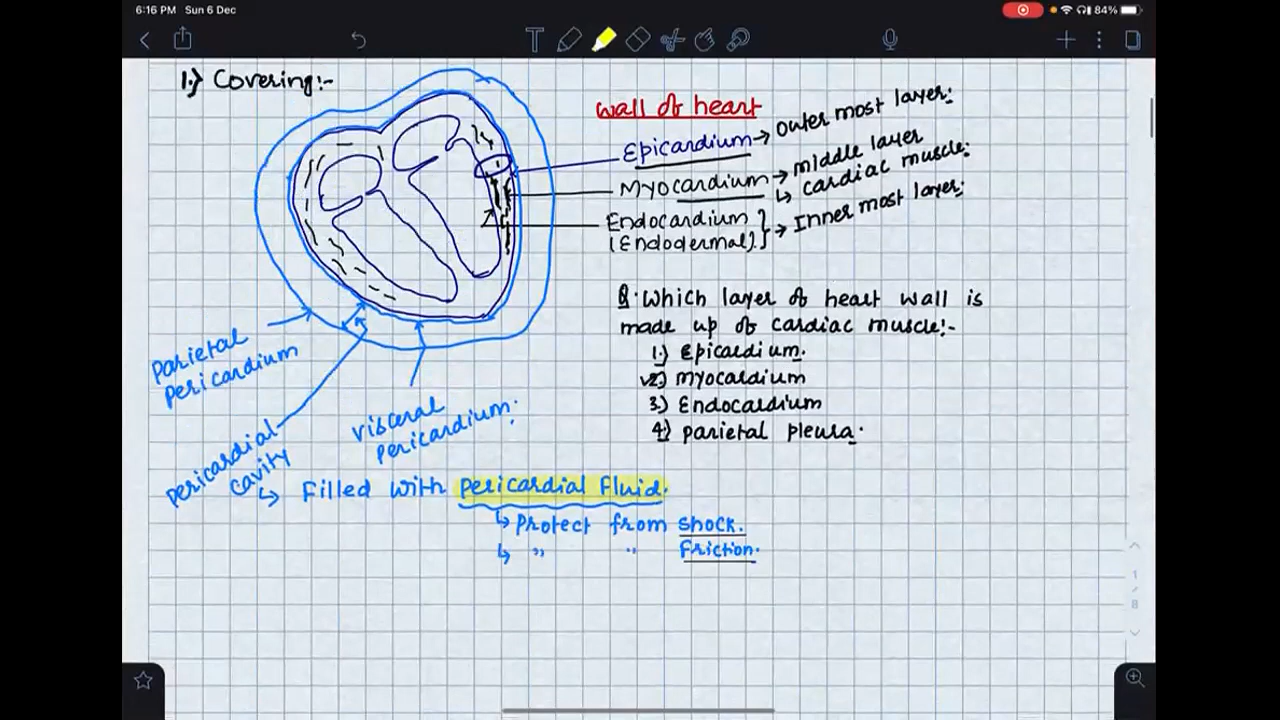 6:16 PM Sun 6 Dec
84%
1.) Covering:-
Wall of heart
Epicardium → outer most layer:
Myocardium → middle layer
↳ cardiac muscle:
Endocardium
(Endodermal).} → Inner most layer:
Q. Which layer of heart wall is
made up of cardiac muscle:-
1.) Epicardium.
✓2.) Myocardium
3.) Endocardium
4.) parietal pleura.
parietal
pericardium
visceral
pericardium.
pericardial
cavity
↳ Filled with pericardial Fluid.
↳ protect from shock.
↳ " " Friction.
1
/
8